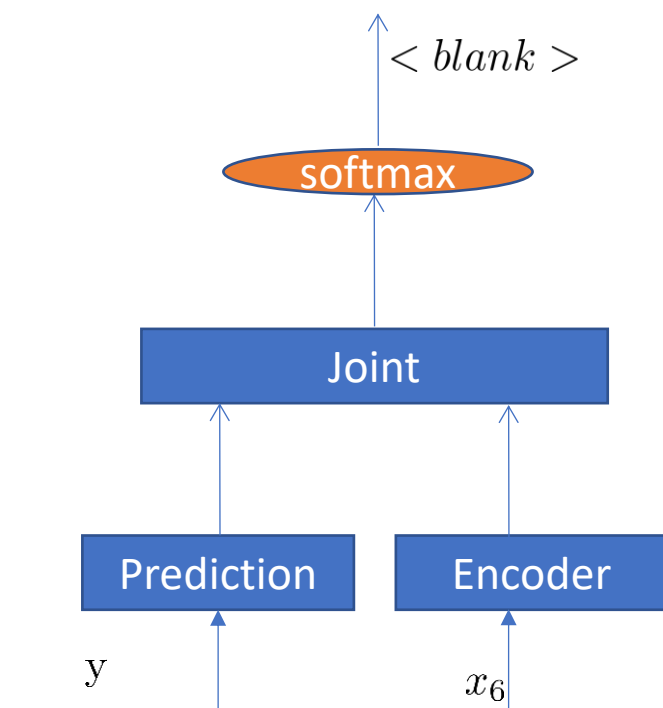 < blank >
softmax
Joint
Prediction Encoder
y x₆